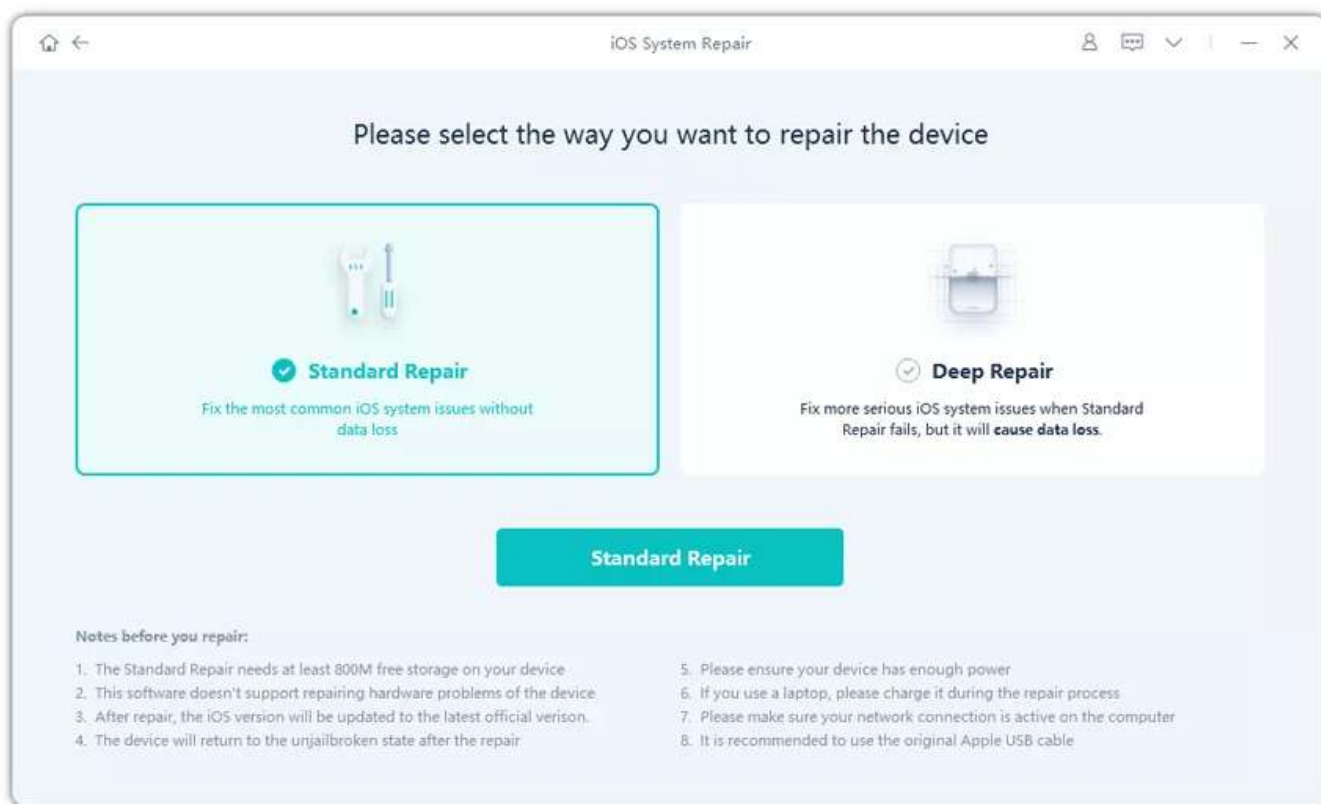 iOS System Repair
Please select the way you want to repair the device
Standard Repair
Fix the most common iOS system issues without
data loss
Deep Repair
Fix more serious iOS system issues when Standard
Repair fails, but it will cause data loss.
Standard Repair
Notes before you repair:
1. The Standard Repair needs at least 800M free storage on your device
2. This software doesn't support repairing hardware problems of the device
3. After repair, the iOS version will be updated to the latest official verison.
4. The device will return to the unjailbroken state after the repair
5. Please ensure your device has enough power
6. If you use a laptop, please charge it during the repair process
7. Please make sure your network connection is active on the computer
8. It is recommended to use the original Apple USB cable